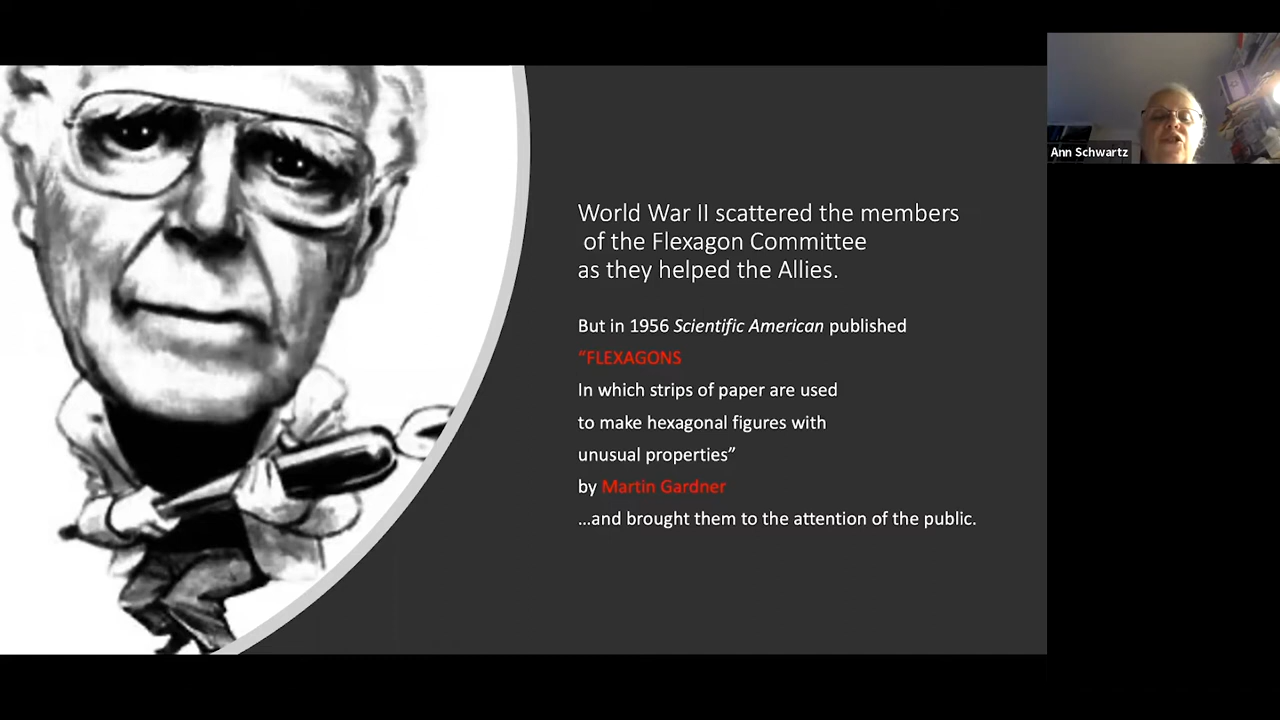 World War II scattered the members
of the Flexagon Committee
as they helped the Allies.
But in 1956 Scientific American published
“FLEXAGONS
In which strips of paper are used
to make hexagonal figures with
unusual properties”
by Martin Gardner
...and brought them to the attention of the public.
Ann Schwartz